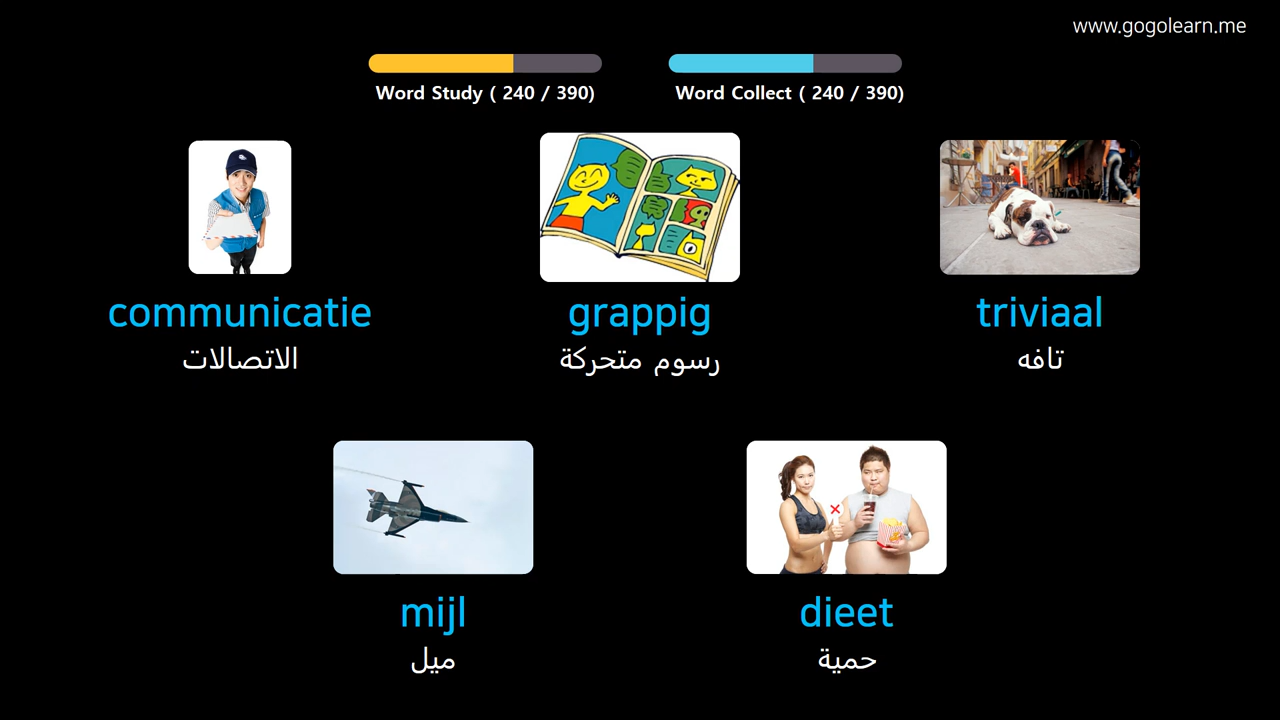 www.gogolearn.me
Word Study ( 240 / 390)
Word Collect ( 240 / 390)
communicatie
الاتصالات
grappig
رسوم متحركة
triviaal
تافه
mijl
ميل
dieet
حمية